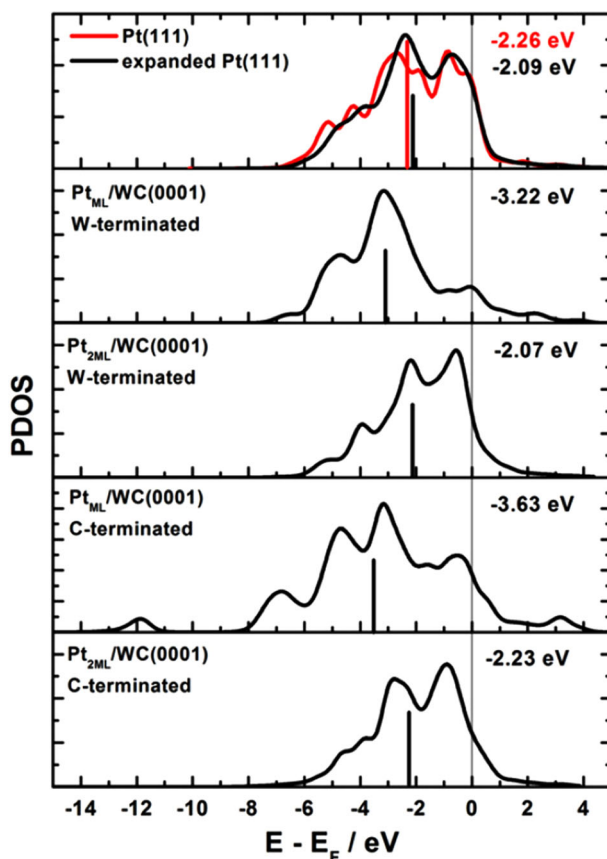 Pt(111)
expanded Pt(111)
-2.26 eV
-2.09 eV
Pt_ML/WC(0001)
W-terminated
-3.22 eV
Pt_2ML/WC(0001)
W-terminated
-2.07 eV
Pt_ML/WC(0001)
C-terminated
-3.63 eV
Pt_2ML/WC(0001)
C-terminated
-2.23 eV
PDOS
-14 -12 -10 -8 -6 -4 -2 0 2 4
E - E_F / eV